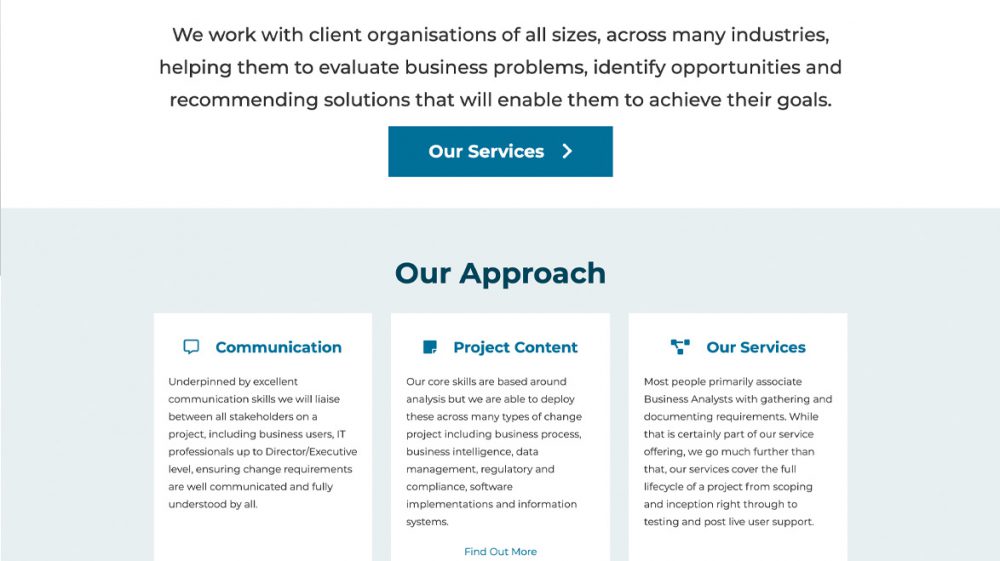 We work with client organisations of all sizes, across many industries,
helping them to evaluate business problems, identify opportunities and
recommending solutions that will enable them to achieve their goals.
Our Services
Our Approach
Communication
Underpinned by excellent
communication skills we will liaise
between all stakeholders on a
project, including business users, IT
professionals up to Director/Executive
level, ensuring change requirements
are well communicated and fully
understood by all.
Project Content
Our core skills are based around
analysis but we are able to deploy
these across many types of change
project including business process,
business intelligence, data
management, regulatory and
compliance, software
implementations and information
systems.
Find Out More
Our Services
Most people primarily associate
Business Analysts with gathering and
documenting requirements. While
that is certainly part of our service
offering, we go much further than
that, our services cover the full
lifecycle of a project from scoping
and inception right through to
testing and post live user support.